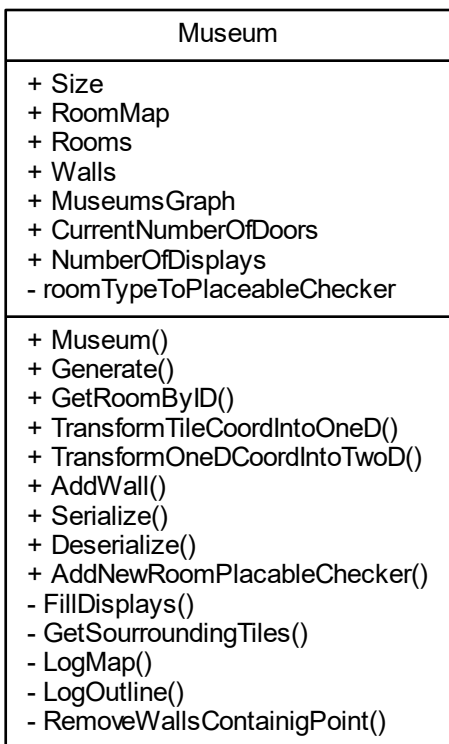 Museum
+ Size
+ RoomMap
+ Rooms
+ Walls
+ MuseumsGraph
+ CurrentNumberOfDoors
+ NumberOfDisplays
- roomTypeToPlaceableChecker
+ Museum()
+ Generate()
+ GetRoomByID()
+ TransformTileCoordIntoOneD()
+ TransformOneDCoordIntoTwoD()
+ AddWall()
+ Serialize()
+ Deserialize()
+ AddNewRoomPlacableChecker()
- FillDisplays()
- GetSourroundingTiles()
- LogMap()
- LogOutline()
- RemoveWallsContainigPoint()